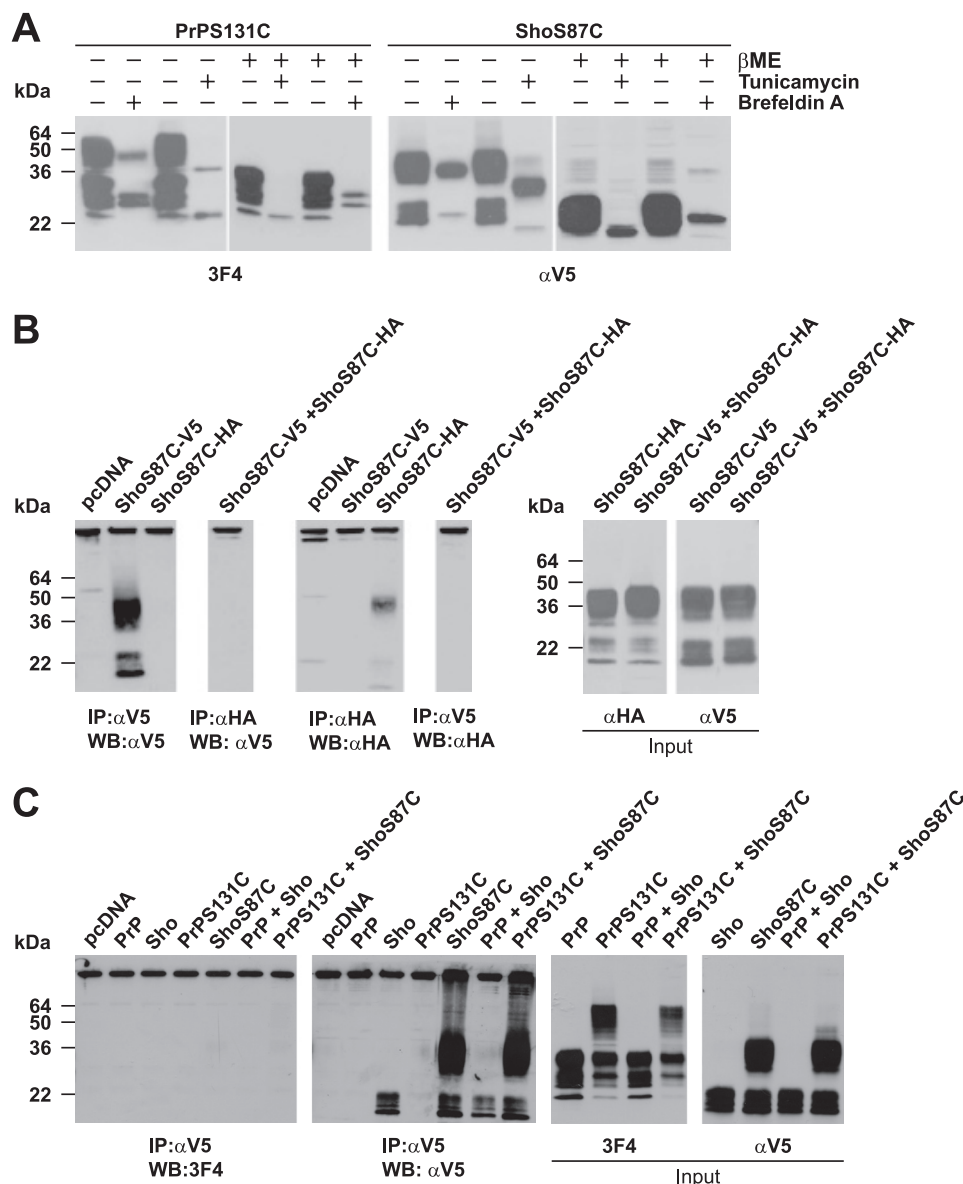 A
PrPS131C ShoS87C
– – – – + + + + – – – – + + + + βME
– – – + – + – – – – – + – + – – Tunicamycin
– + – – – – – + – + – – – – – + Brefeldin A
kDa
64
50
36
22
3F4 αV5
B
pcDNA
ShoS87C-V5
ShoS87C-HA
ShoS87C-V5 +ShoS87C-HA
pcDNA
ShoS87C-V5
ShoS87C-HA
ShoS87C-V5 +ShoS87C-HA
ShoS87C-HA
ShoS87C-V5 +ShoS87C-HA
ShoS87C-V5
ShoS87C-V5 +ShoS87C-HA
kDa
64
50
36
22
kDa
64
50
36
22
IP:αV5
WB:αV5
IP:αHA
WB: αV5
IP:αHA
WB:αHA
IP:αV5
WB:αHA
αHA αV5
Input
C
pcDNA
PrP
Sho
PrPS131C
ShoS87C
PrP + Sho
PrPS131C + ShoS87C
pcDNA
PrP
Sho
PrPS131C
ShoS87C
PrP + Sho
PrPS131C + ShoS87C
PrP
PrPS131C
PrP + Sho
PrPS131C + ShoS87C
Sho
ShoS87C
PrP + Sho
PrPS131C + ShoS87C
kDa
64
50
36
22
IP:αV5
WB:3F4
IP:αV5
WB: αV5
3F4 αV5
Input